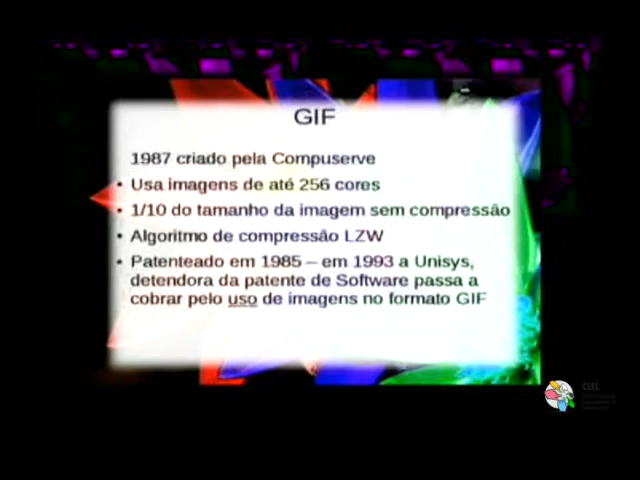 GIF
1987 criado pela Compuserve
• Usa imagens de até 256 cores
• 1/10 do tamanho da imagem sem compressão
• Algoritmo de compressão LZW
• Patenteado em 1985 – em 1993 a Unisys,
detendora da patente de Software passa a
cobrar pelo uso de imagens no formato GIF